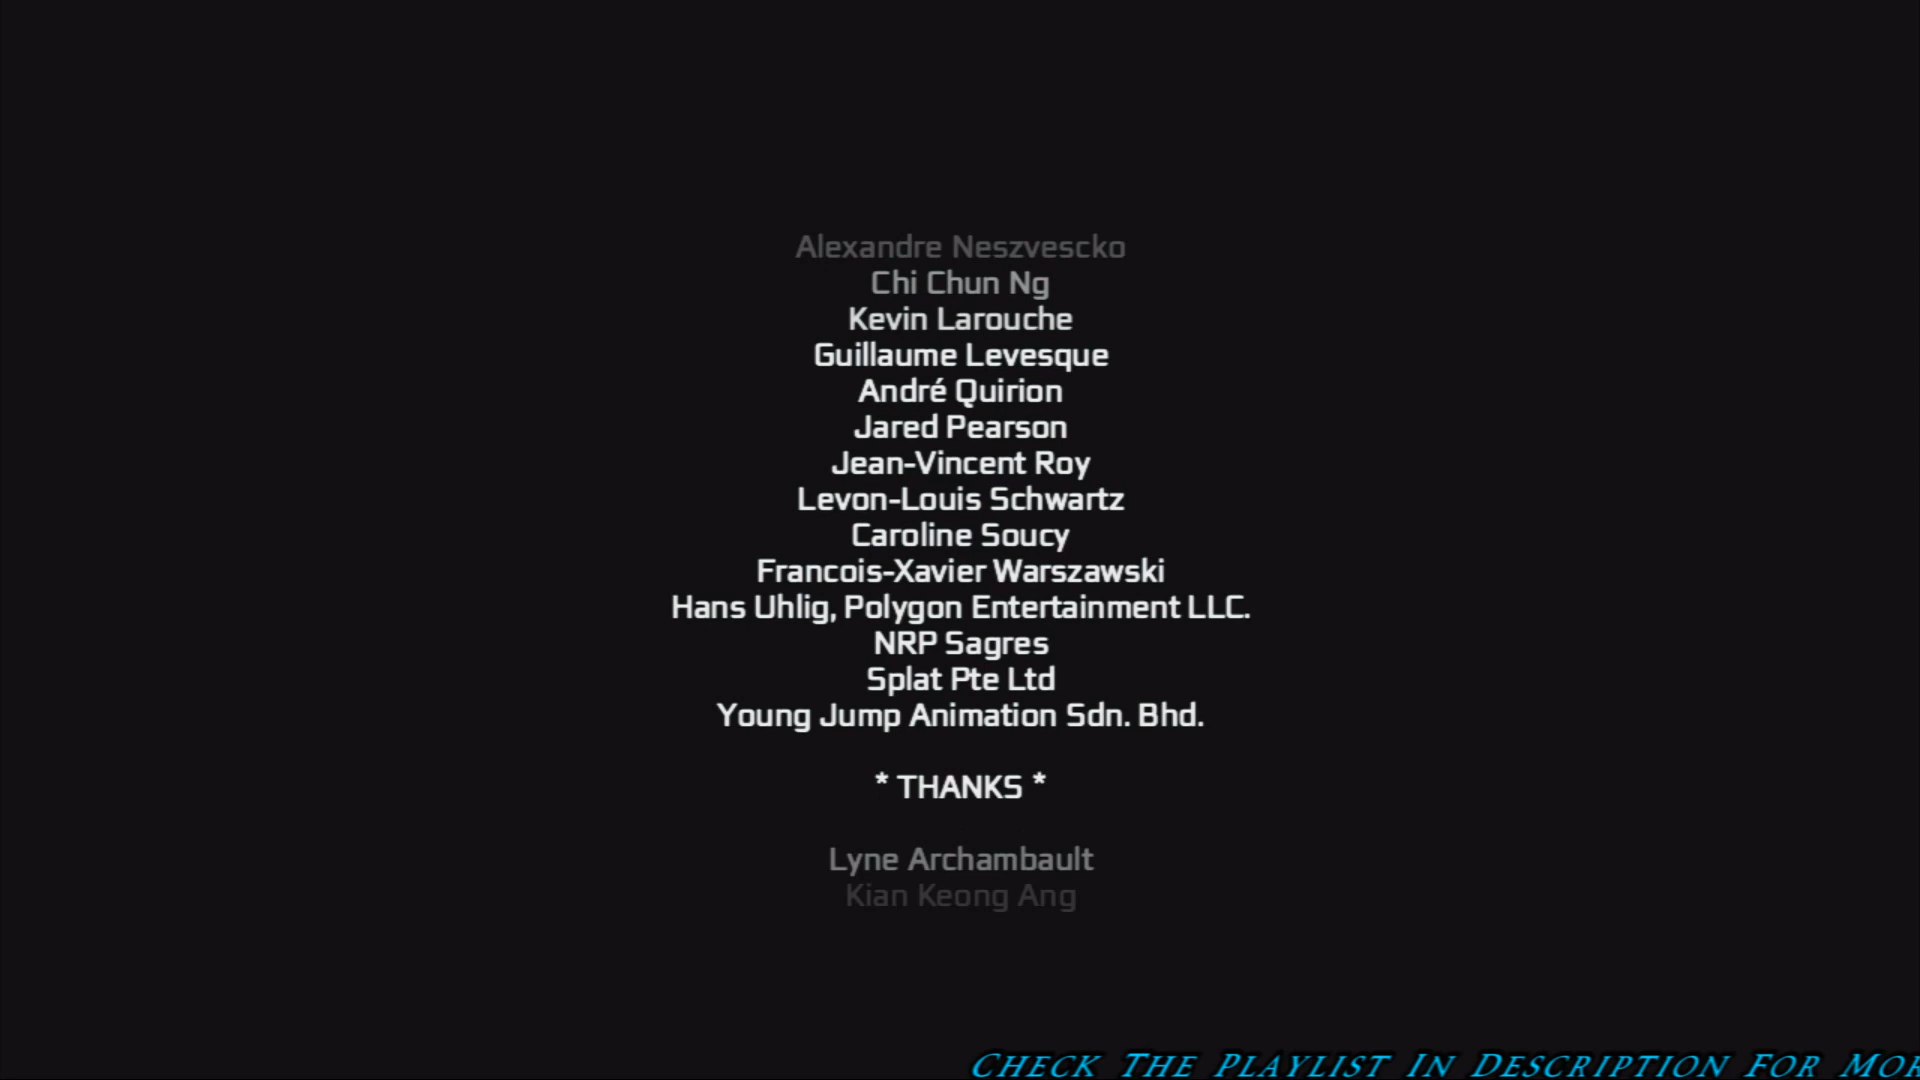 Alexandre Neszvescko
Chi Chun Ng
Kevin Larouche
Guillaume Levesque
André Quirion
Jared Pearson
Jean-Vincent Roy
Levon-Louis Schwartz
Caroline Soucy
Francois-Xavier Warszawski
Hans Uhlig, Polygon Entertainment LLC.
NRP Sagres
Splat Pte Ltd
Young Jump Animation Sdn. Bhd.
* THANKS *
Lyne Archambault
Kian Keong Ang
CHECK THE PLAYLIST IN DESCRIPTION FOR